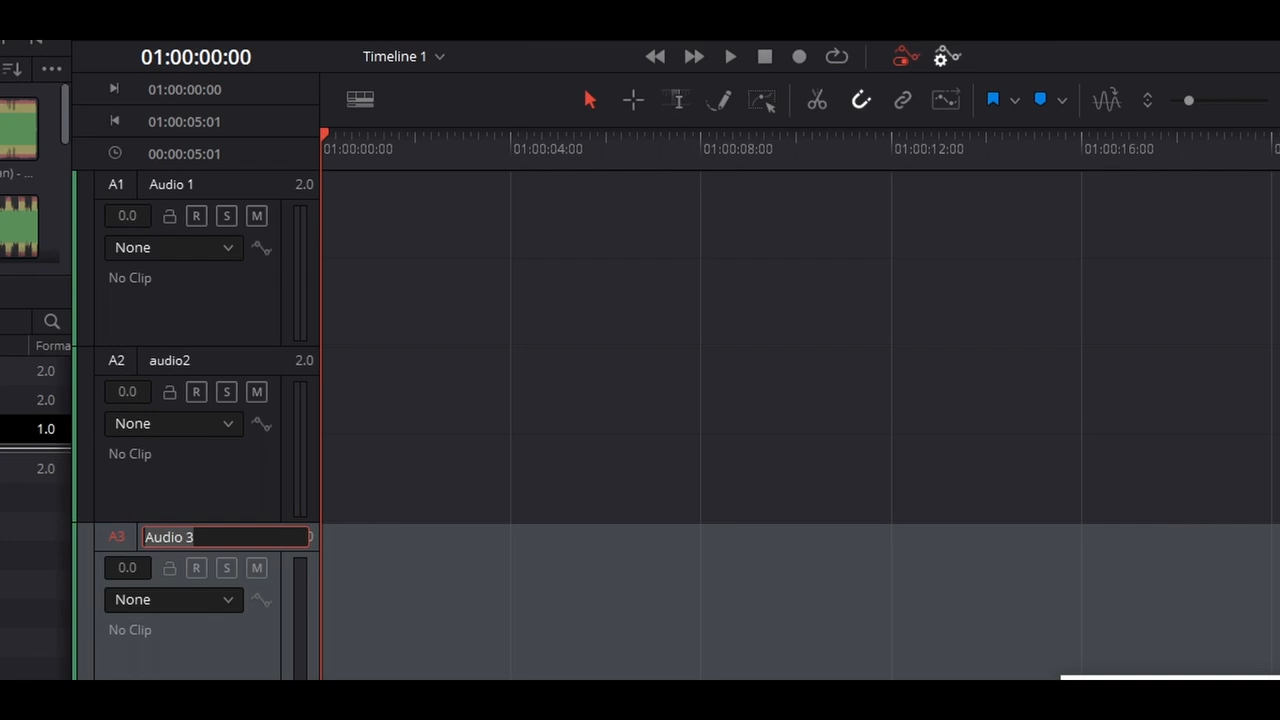 01:00:00:00 Timeline 1
01:00:00:00
01:00:05:01
00:00:05:01
01:00:00:00 01:00:04:00 01:00:08:00 01:00:12:00 01:00:16:00
an) - ...
A1 Audio 1 2.0
0.0 R S M
None
No Clip
Forma
2.0
2.0
1.0
2.0
A2 audio2 2.0
0.0 R S M
None
No Clip
A3 Audio 3
0.0 R S M
None
No Clip